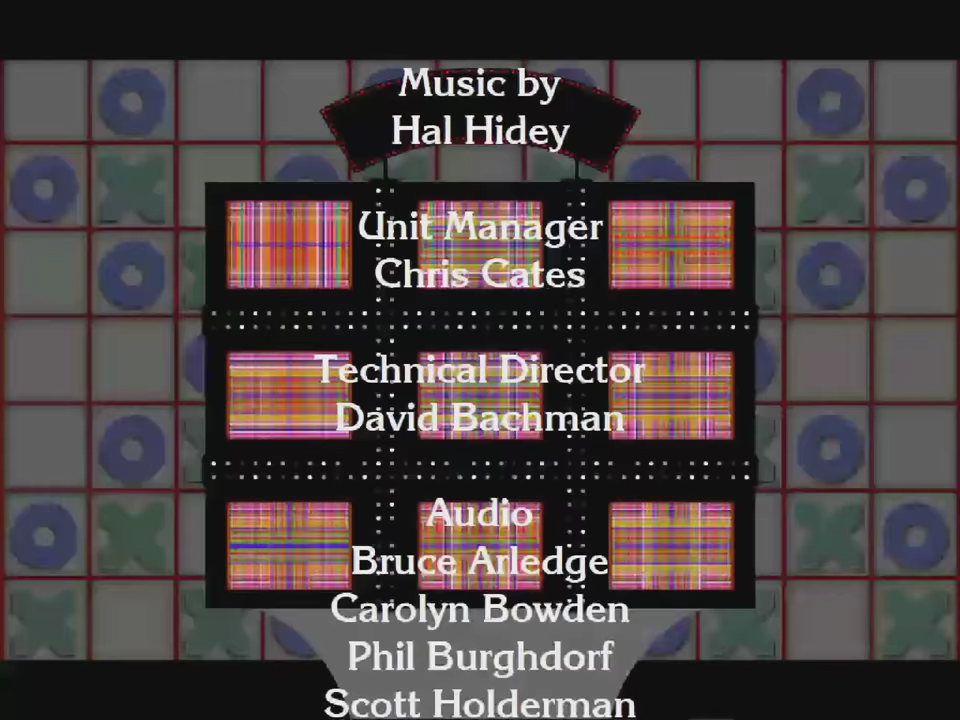 Music by
Hal Hidey
Unit Manager
Chris Cates
Technical Director
David Bachman
Audio
Bruce Arledge
Carolyn Bowden
Phil Burghdorf
Scott Holderman